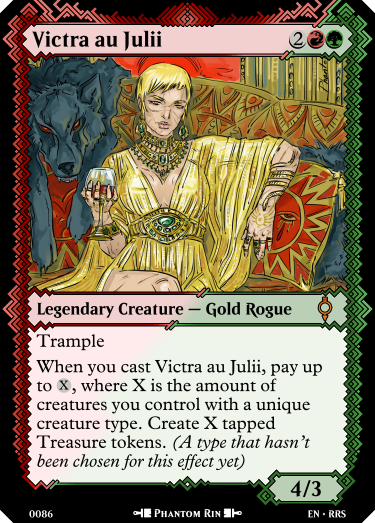 Victra au Julii 2
Legendary Creature — Gold Rogue
Trample
When you cast Victra au Julii, pay up
to X, where X is the amount of
creatures you control with a unique
creature type. Create X tapped
Treasure tokens. (A type that hasn't
been chosen for this effect yet)
4/3
0086 Phantom Rin EN • RRS